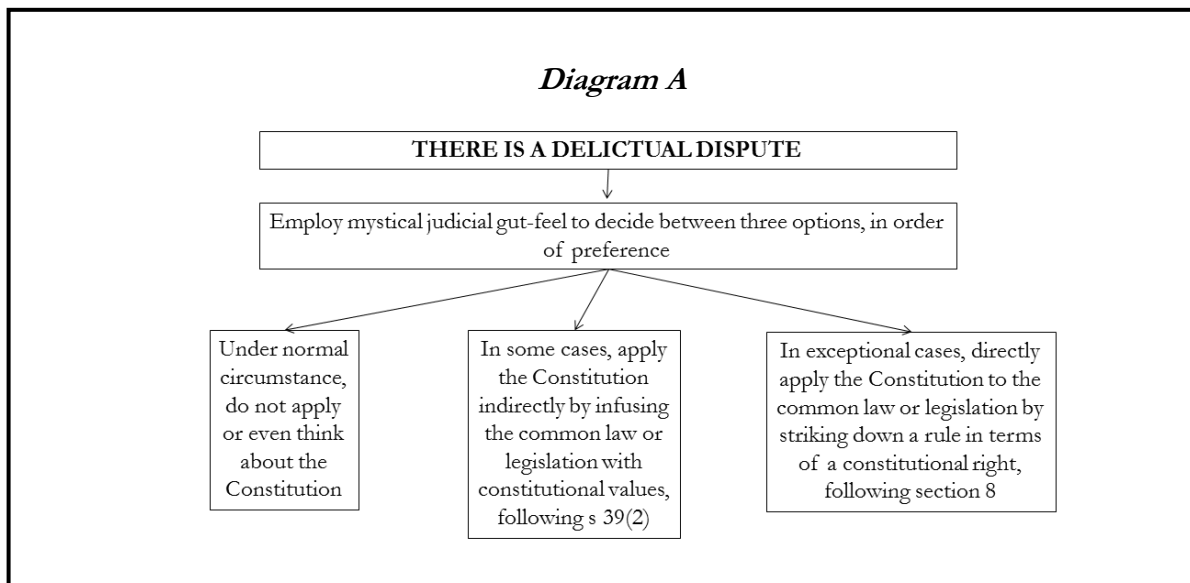 Diagram A
THERE IS A DELICTUAL DISPUTE
Employ mystical judicial gut-feel to decide between three options, in order
of preference
Under normal
circumstance,
do not apply
or even think
about the
Constitution
In some cases, apply
the Constitution
indirectly by infusing
the common law or
legislation with
constitutional values,
following s 39(2)
In exceptional cases, directly
apply the Constitution to the
common law or legislation by
striking down a rule in terms
of a constitutional right,
following section 8